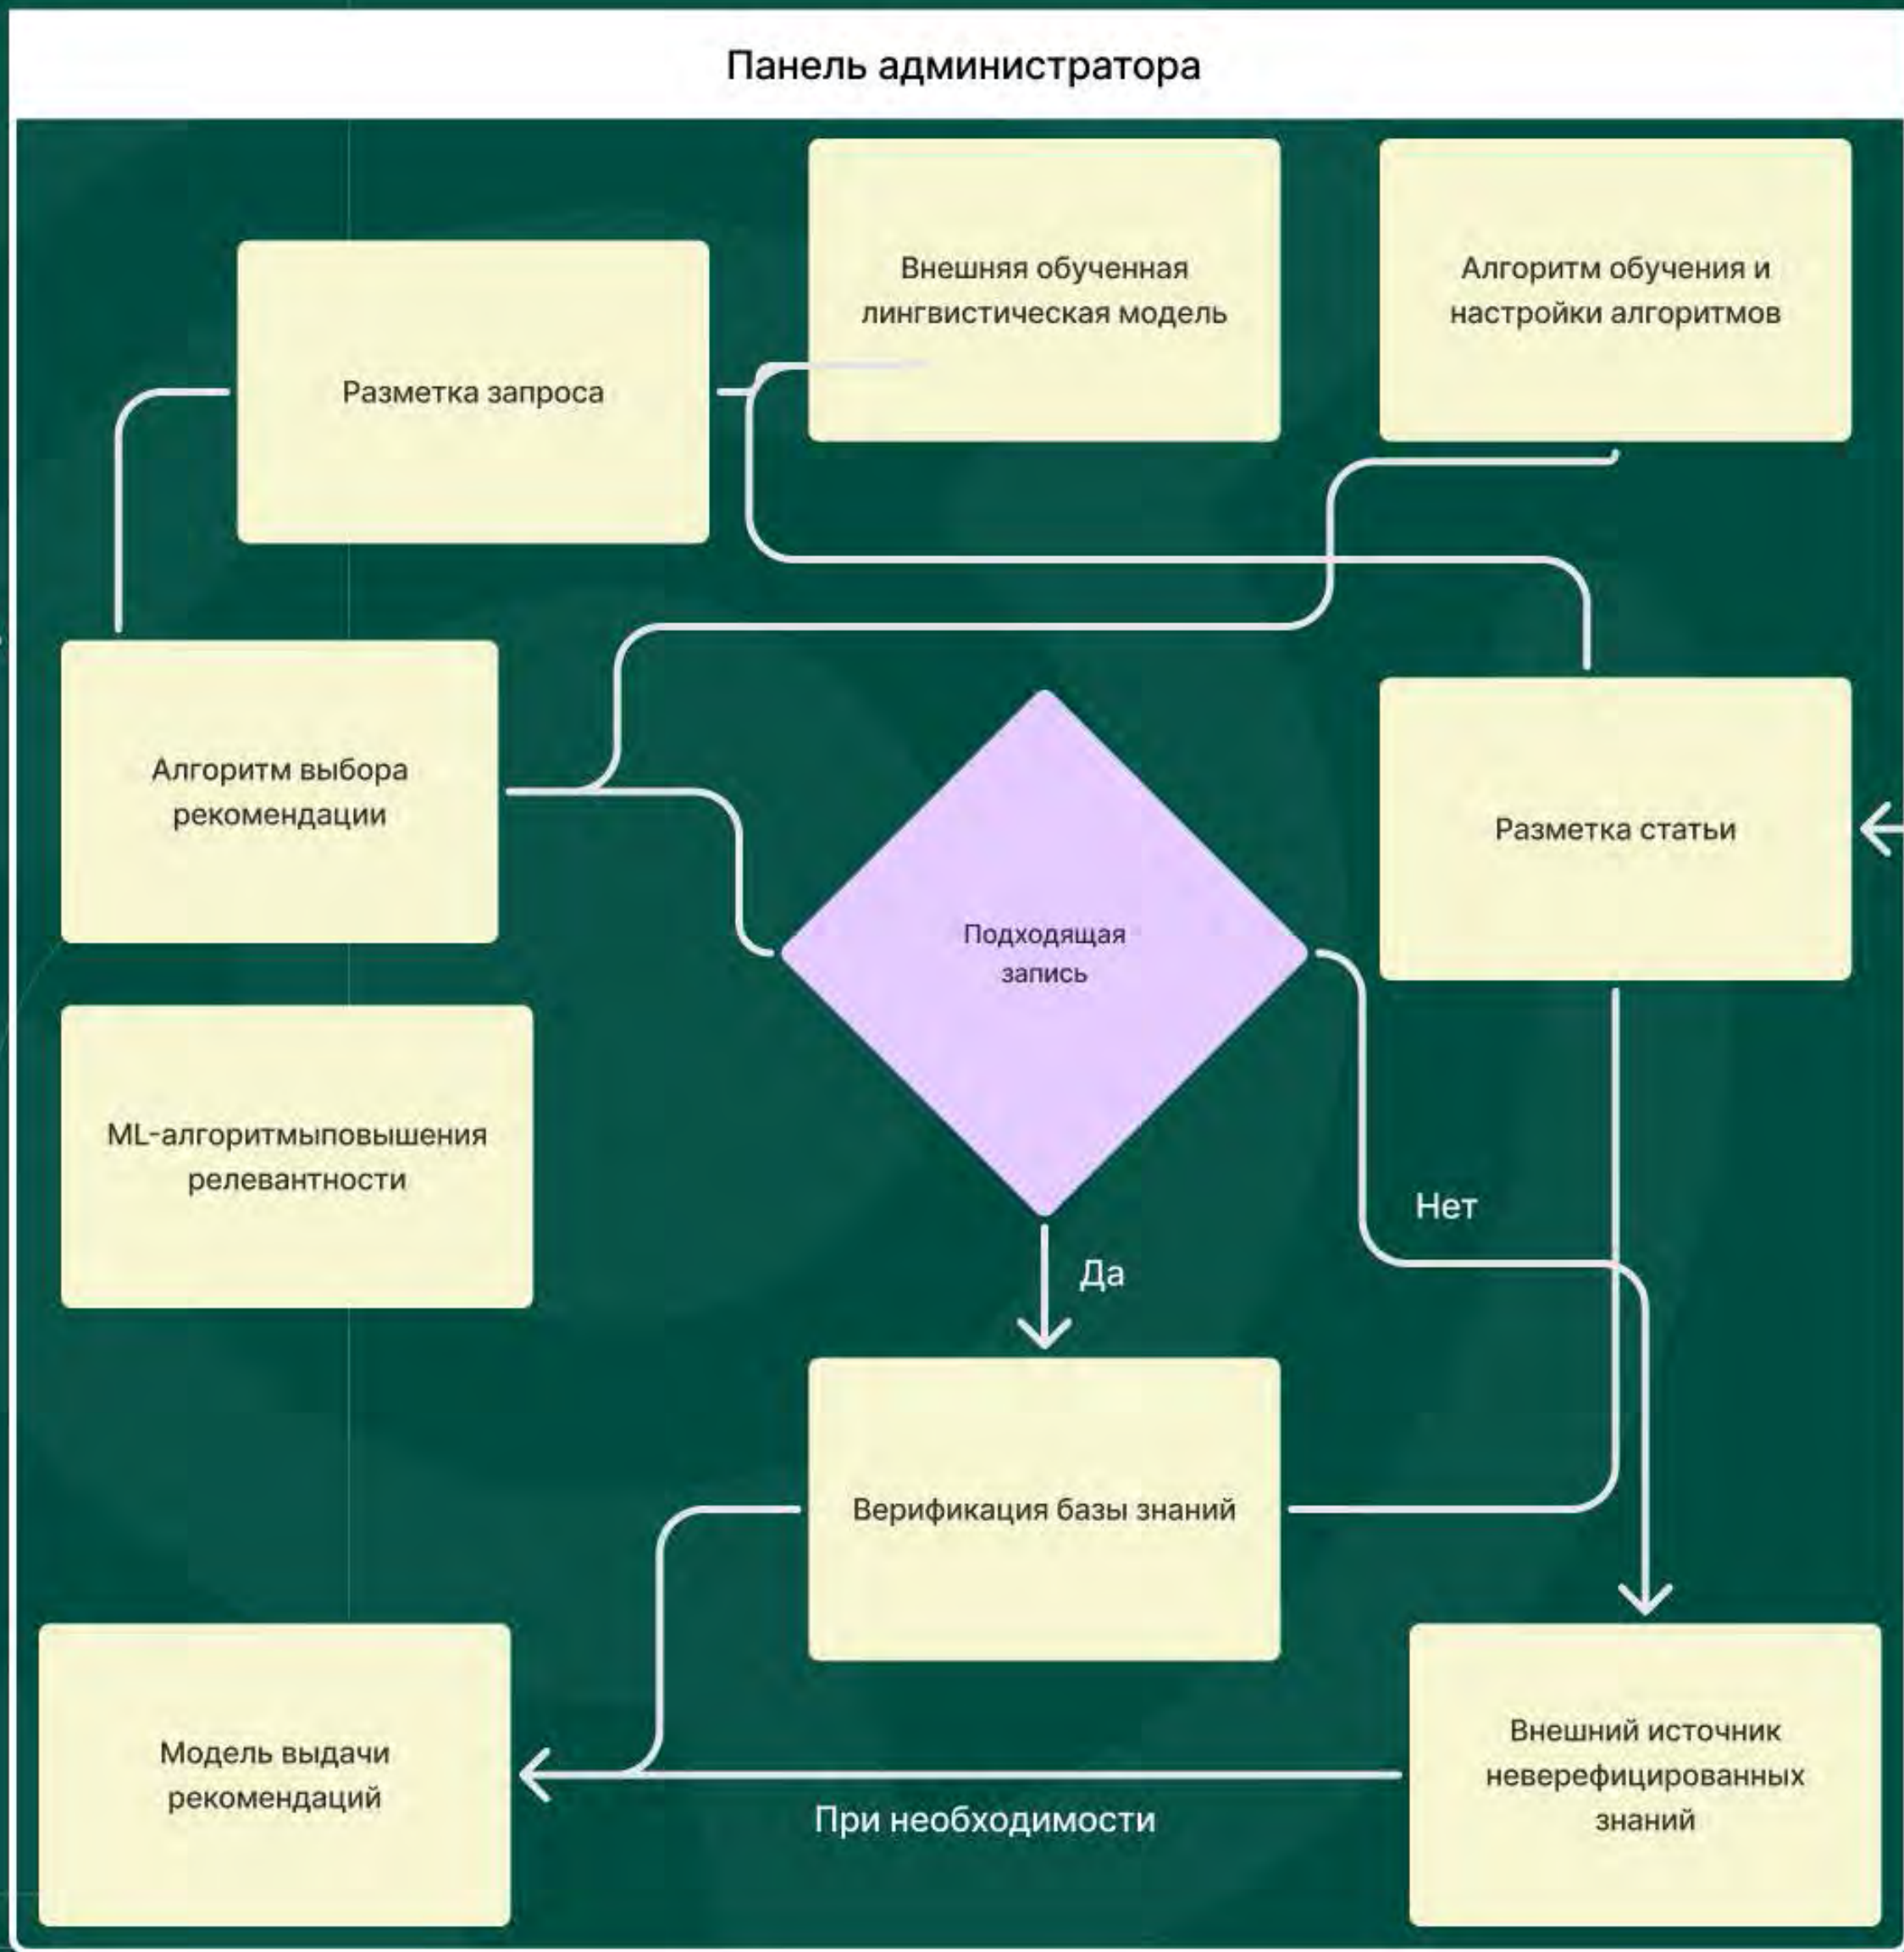 Панель администратора
Внешняя обученная
лингвистическая модель
Алгоритм обучения и
настройки алгоритмов
Разметка запроса
Алгоритм выбора
рекомендации
Подходящая
запись
Разметка статьи
ML-алгоритмыповышения
релевантности
Нет
Да
Верификация базы знаний
Модель выдачи
рекомендаций
При необходимости
Внешний источник
неверефицированных
знаний